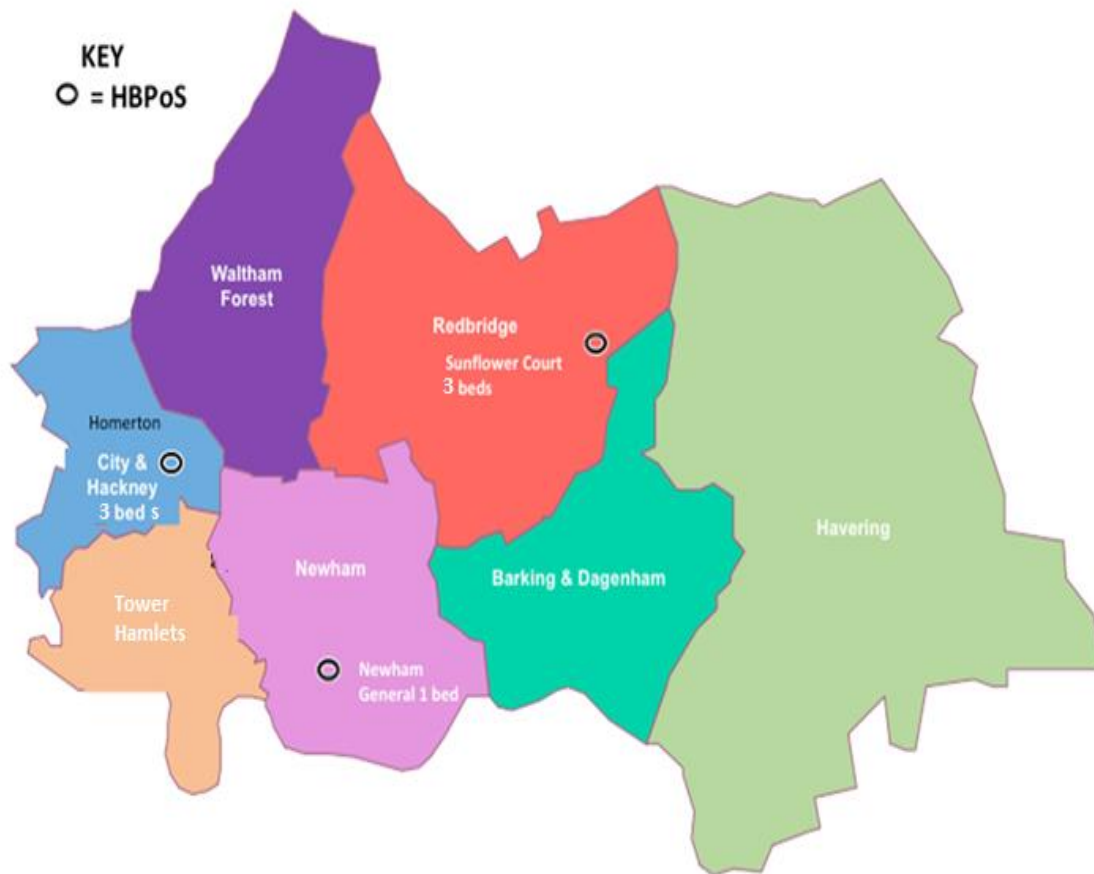 KEY
O = HBPoS
Waltham
Forest
Redbridge
Sunflower Court
3 beds
Homerton
City &
Hackney
3 bed s
Havering
Newham
Barking & Dagenham
Tower
Hamlets
Newham
General 1 bed